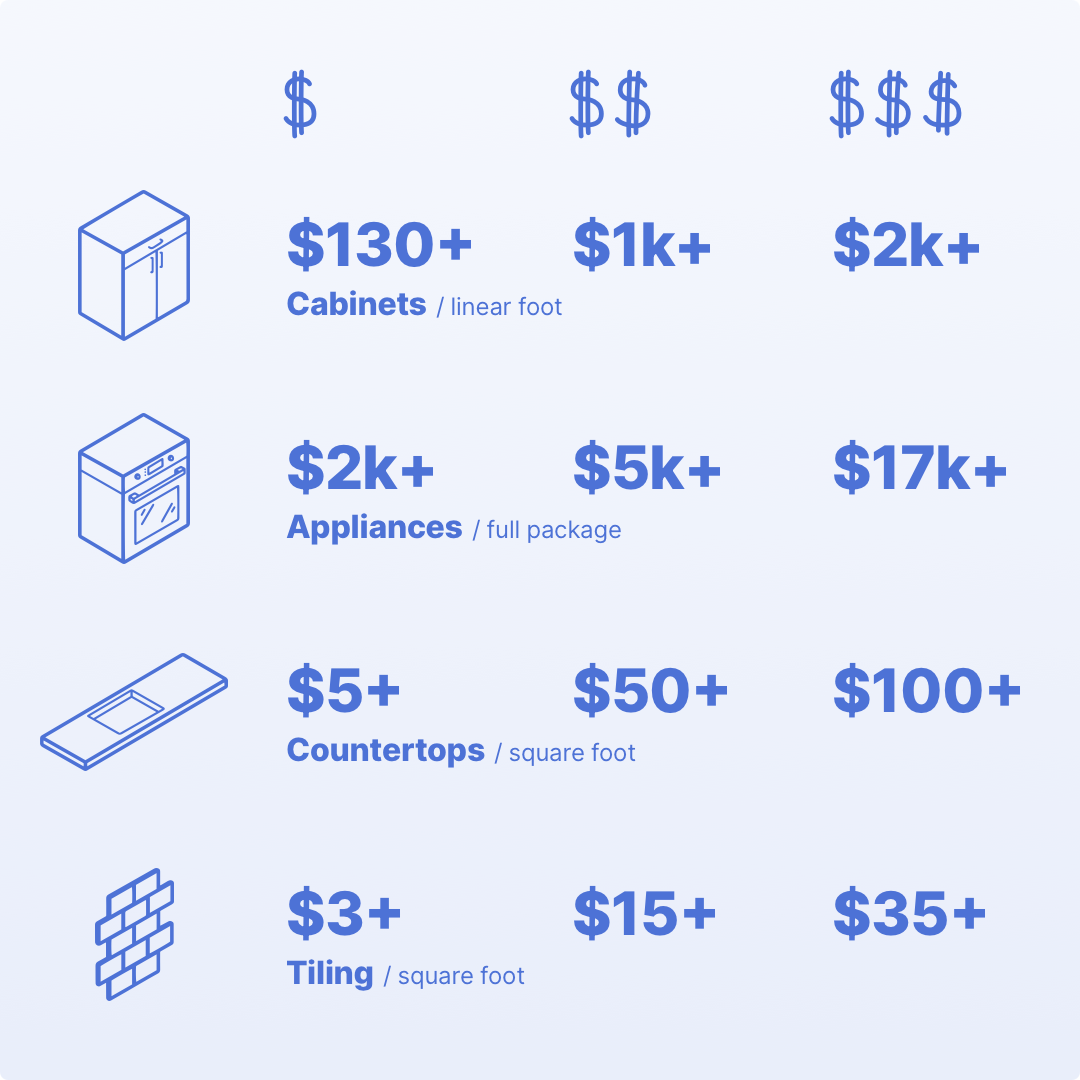 $ $$ $$$
$130+ $1k+ $2k+
Cabinets / linear foot
$2k+ $5k+ $17k+
Appliances / full package
$5+ $50+ $100+
Countertops / square foot
$3+ $15+ $35+
Tiling / square foot